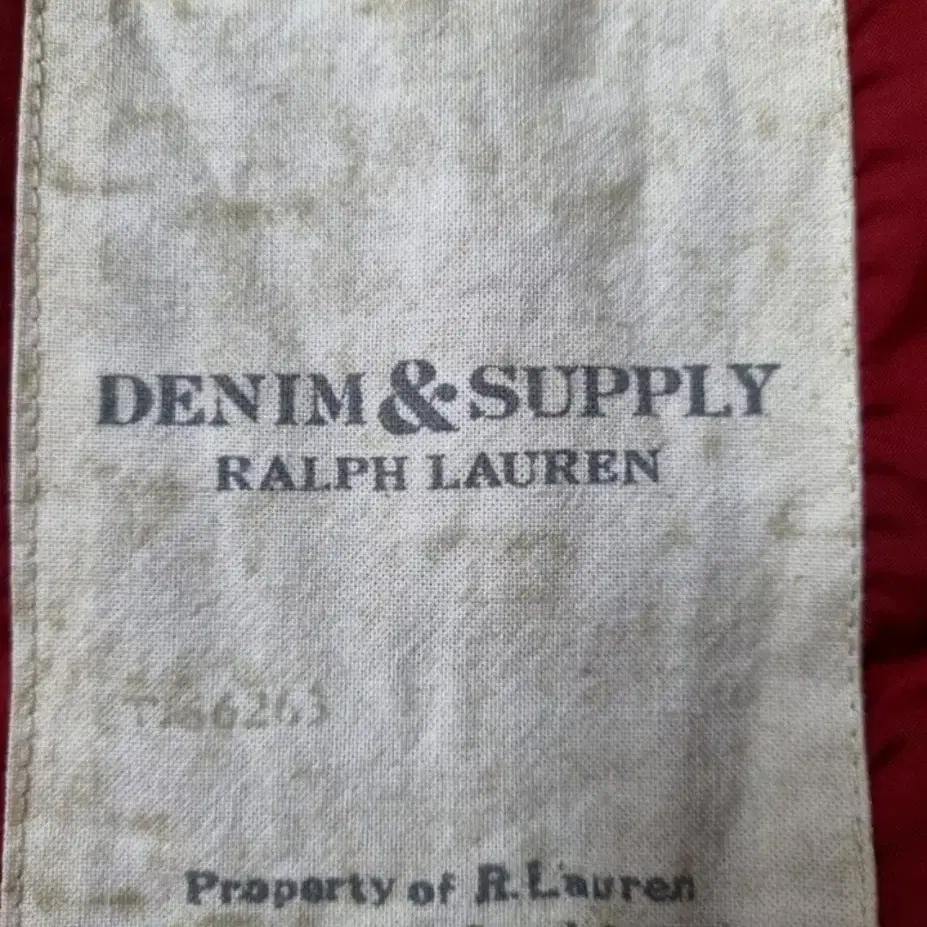 DENIM & SUPPLY
RALPH LAUREN
Property of R. Lauren